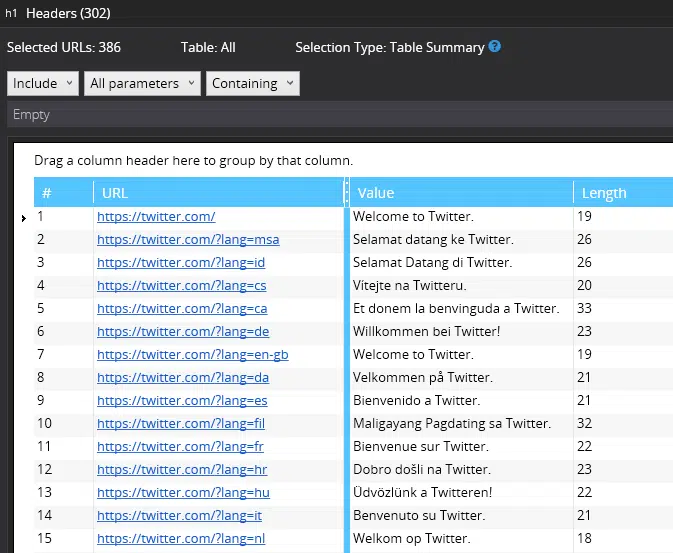 h1 Headers (302)
Selected URLs: 386 Table: All Selection Type: Table Summary ?
Include All parameters Containing
Empty
Drag a column header here to group by that column.
# URL Value Length
1 https://twitter.com/ Welcome to Twitter. 19
2 https://twitter.com/?lang=msa Selamat datang ke Twitter. 26
3 https://twitter.com/?lang=id Selamat Datang di Twitter. 26
4 https://twitter.com/?lang=cs Vítejte na Twitteru. 20
5 https://twitter.com/?lang=ca Et donem la benvinguda a Twitter. 33
6 https://twitter.com/?lang=de Willkommen bei Twitter! 23
7 https://twitter.com/?lang=en-gb Welcome to Twitter. 19
8 https://twitter.com/?lang=da Velkommen på Twitter. 21
9 https://twitter.com/?lang=es Bienvenido a Twitter. 21
10 https://twitter.com/?lang=fil Maligayang Pagdating sa Twitter. 32
11 https://twitter.com/?lang=fr Bienvenue sur Twitter. 22
12 https://twitter.com/?lang=hr Dobro došli na Twitter. 23
13 https://twitter.com/?lang=hu Üdvözlünk a Twitteren! 22
14 https://twitter.com/?lang=it Benvenuto su Twitter. 21
15 https://twitter.com/?lang=nl Welkom op Twitter. 18